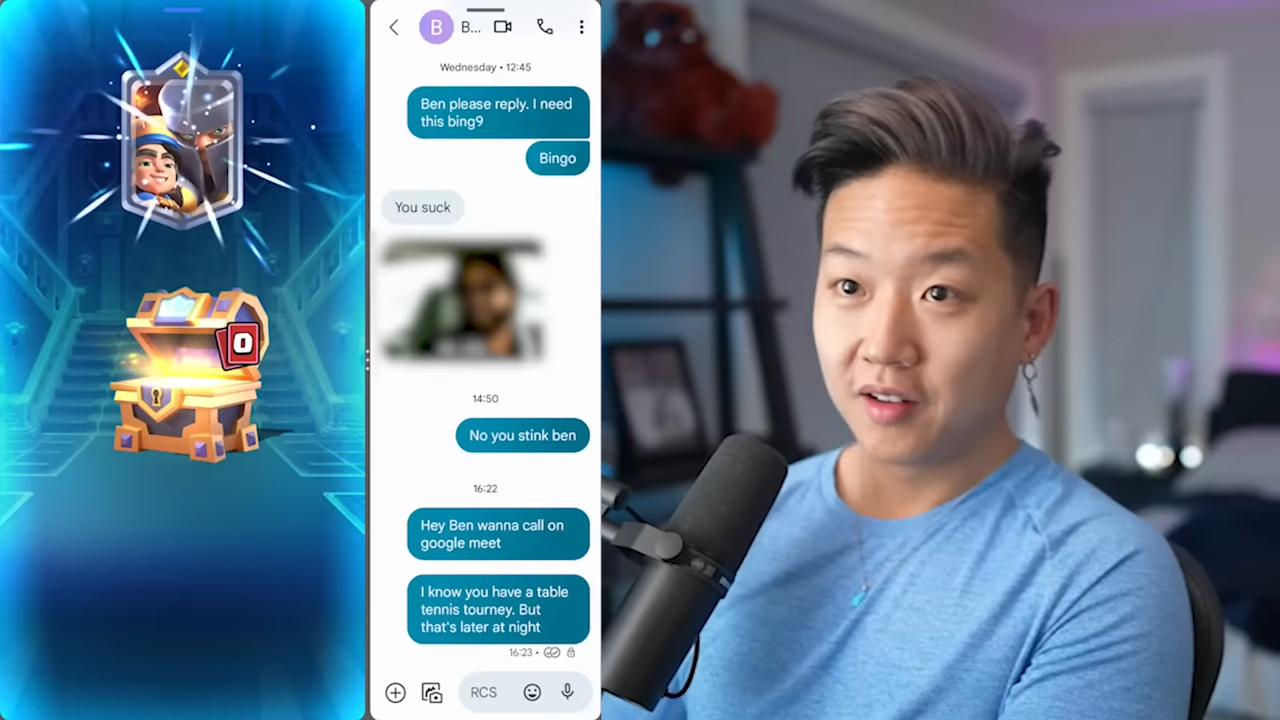 0
B
B...
Wednesday • 12:45
Ben please reply. I need
this bing9
Bingo
You suck
14:50
No you stink ben
16:22
Hey Ben wanna call on
google meet
I know you have a table
tennis tourney. But
that's later at night
16:23 •
RCS